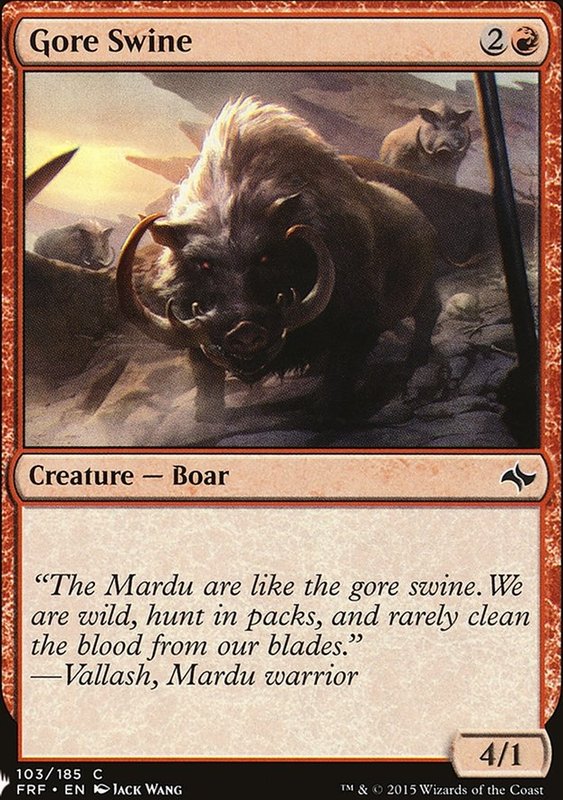 Gore Swine 2
Creature — Boar
“The Mardu are like the gore swine. We
are wild, hunt in packs, and rarely clean
the blood from our blades.”
—Vallash, Mardu warrior
4/1
103/185 C
FRF • EN Jack Wang
™ & © 2015 Wizards of the Coast